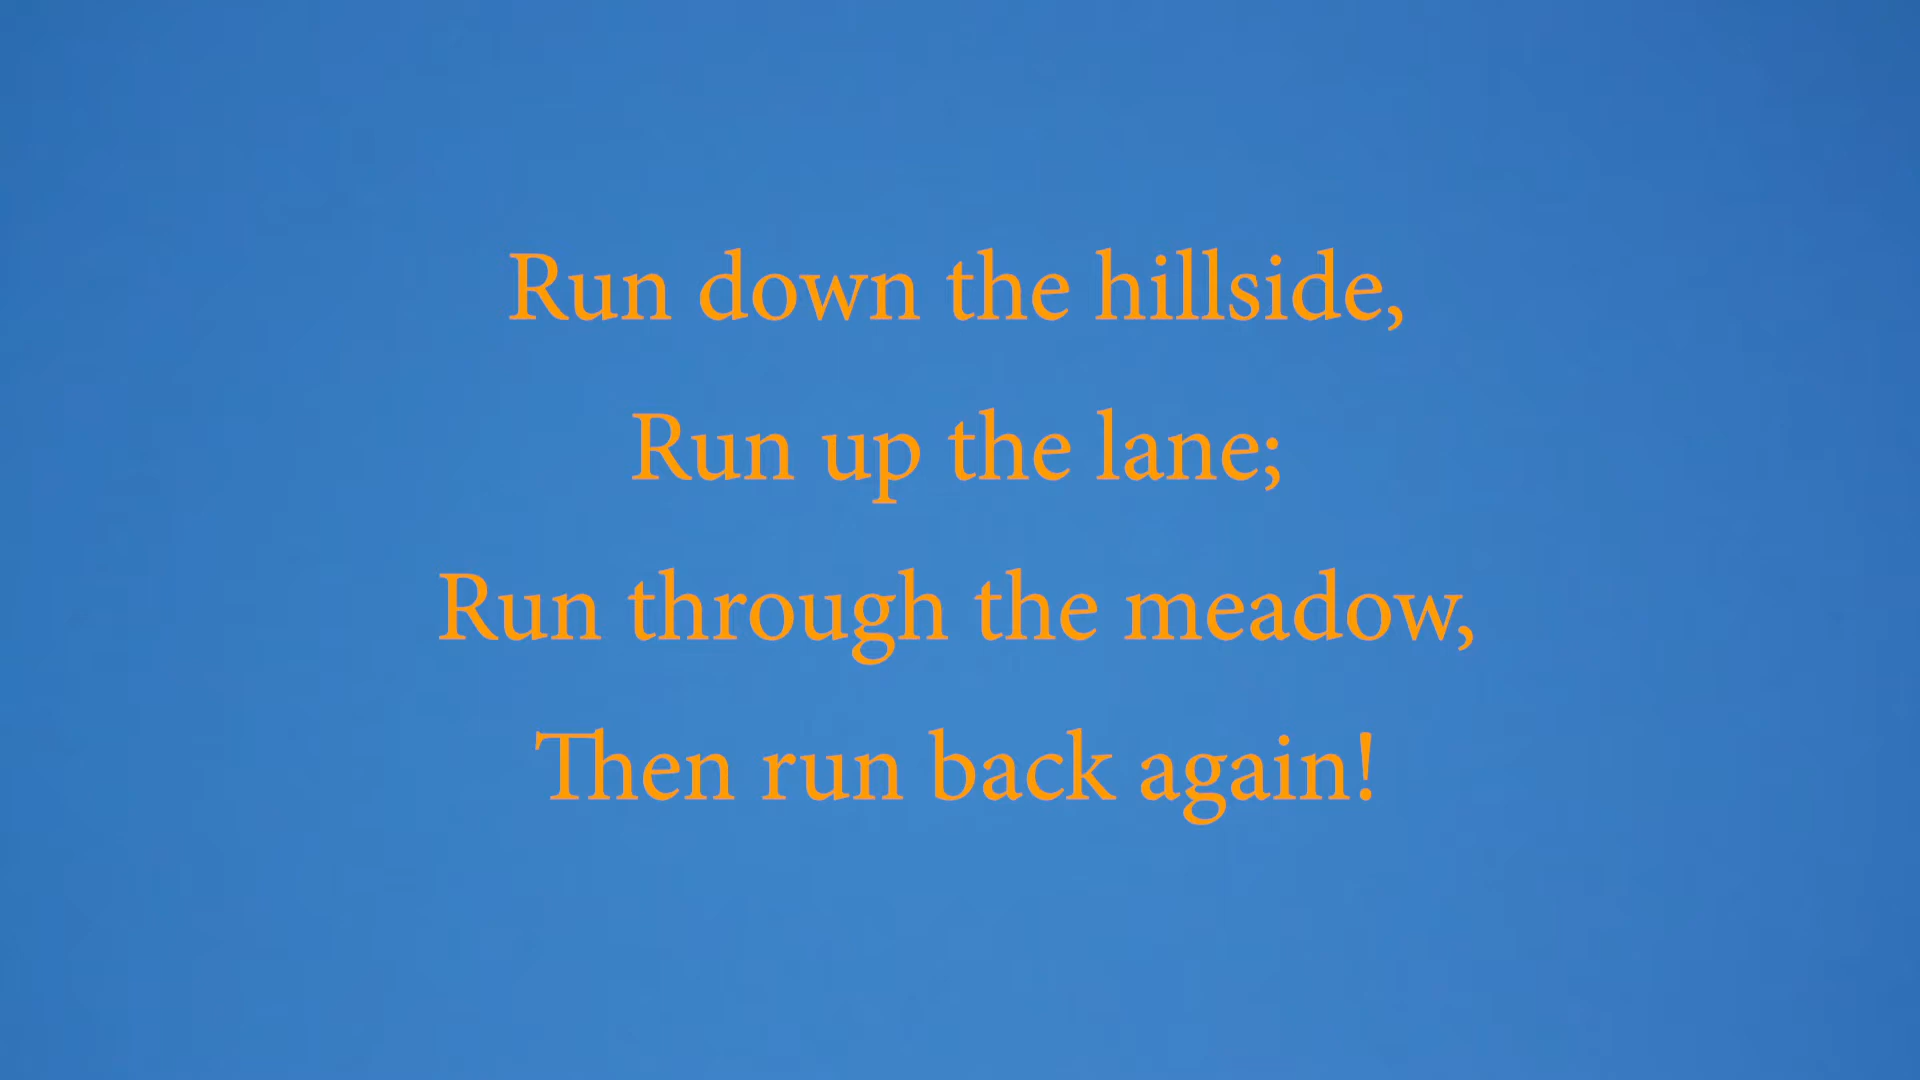 Run down the hillside,
Run up the lane;
Run through the meadow,
Then run back again!